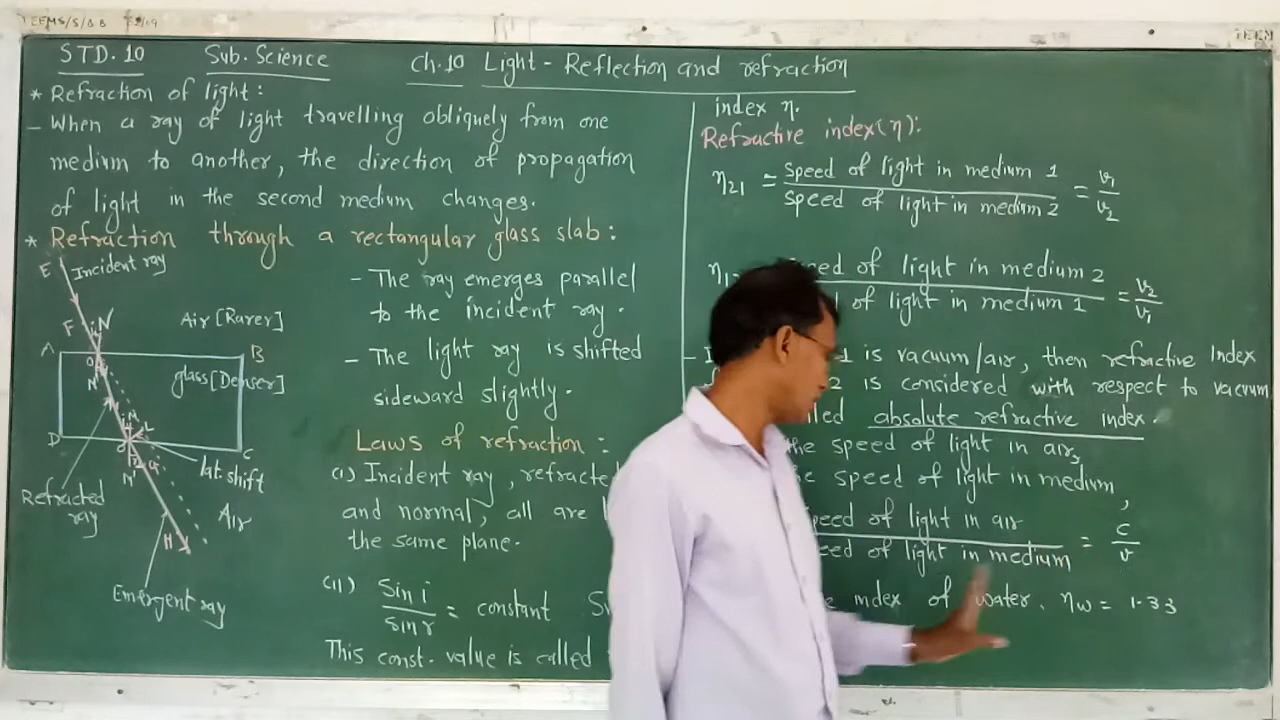 TEEMS/S/B B
TEEM
STD.10 Sub. Science Ch.10 Light - Reflection and refraction
* Refraction of light :
- When a ray of light travelling obliquely from one
medium to another, the direction of propagation
of light in the second medium changes.
* Refraction through a rectangular glass slab :
E Incident ray
F N
i
Air [Rarer]
A B
O
glass [Denser]
N'
M
L
D C
O'
M'
G
lat. shift
Refracted
ray
Air
H
Emergent ray
- The ray emerges parallel
to the incident ray.
- The light ray is shifted
sideward slightly.
Laws of refraction :
(i) Incident ray, refracte
and normal, all are
the same plane.
(ii) Sin i / sin r = constant
This const. value is called
index η.
Refractive index (η):
η21 = speed of light in medium 1 / speed of light in medium 2 = v1 / v2
η1 peed of light in medium 2 / d of light in medium 1 = v2 / v1
- 1 is vacuum/air, then refractive Index
2 is considered with respect to vacuum
lled absolute refractive index.
the speed of light in air,
speed of light in medium,
peed of light in air / eed of light in medium = c / v
index of water. ηw = 1.33